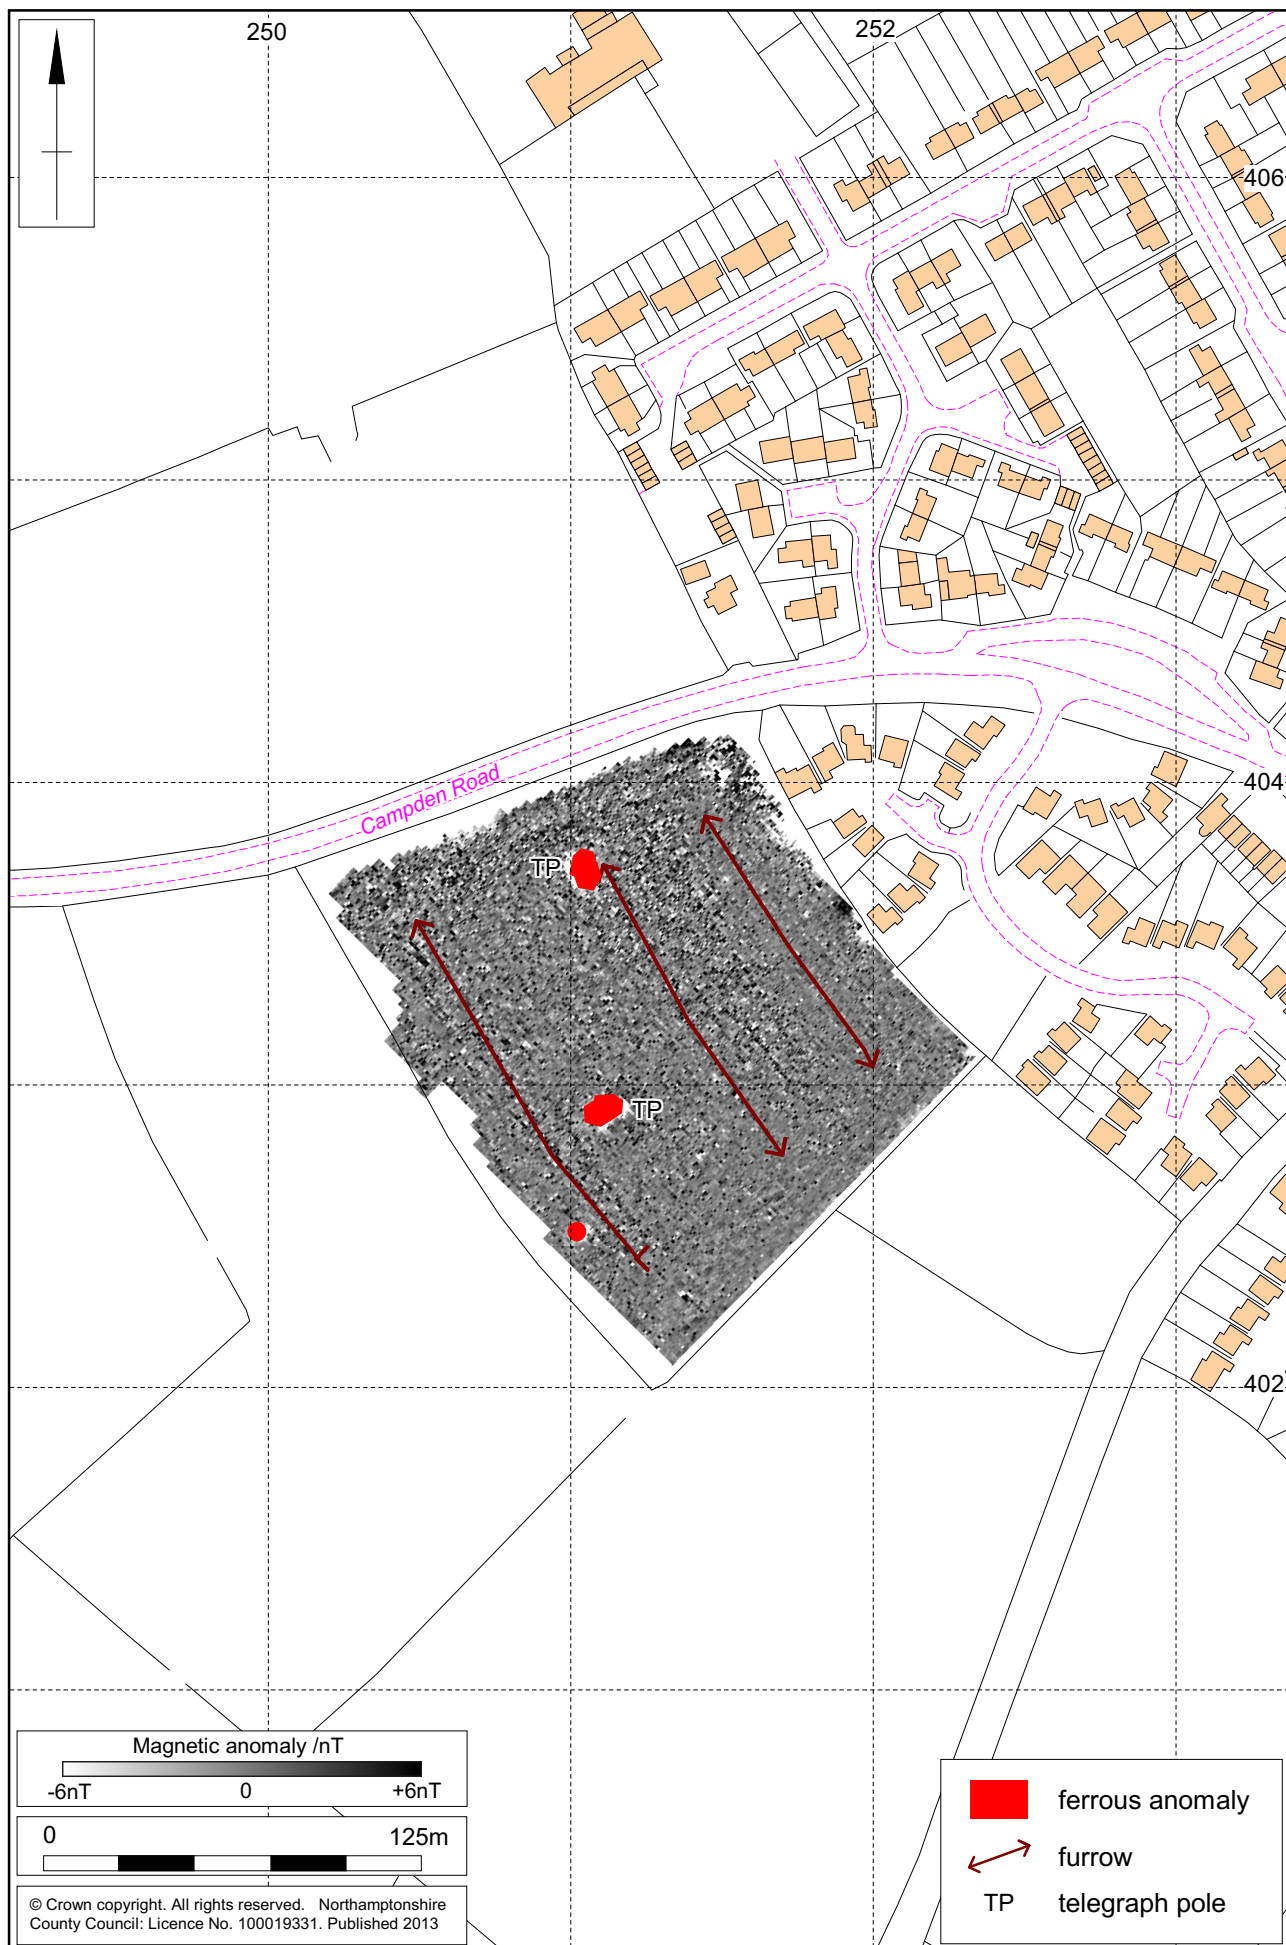 250
252
406
404
Campden Road
TP
TP
402
Magnetic anomaly /nT
-6nT 0 +6nT
0 125m
© Crown copyright. All rights reserved. Northamptonshire
County Council: Licence No. 100019331. Published 2013
ferrous anomaly
furrow
TP telegraph pole